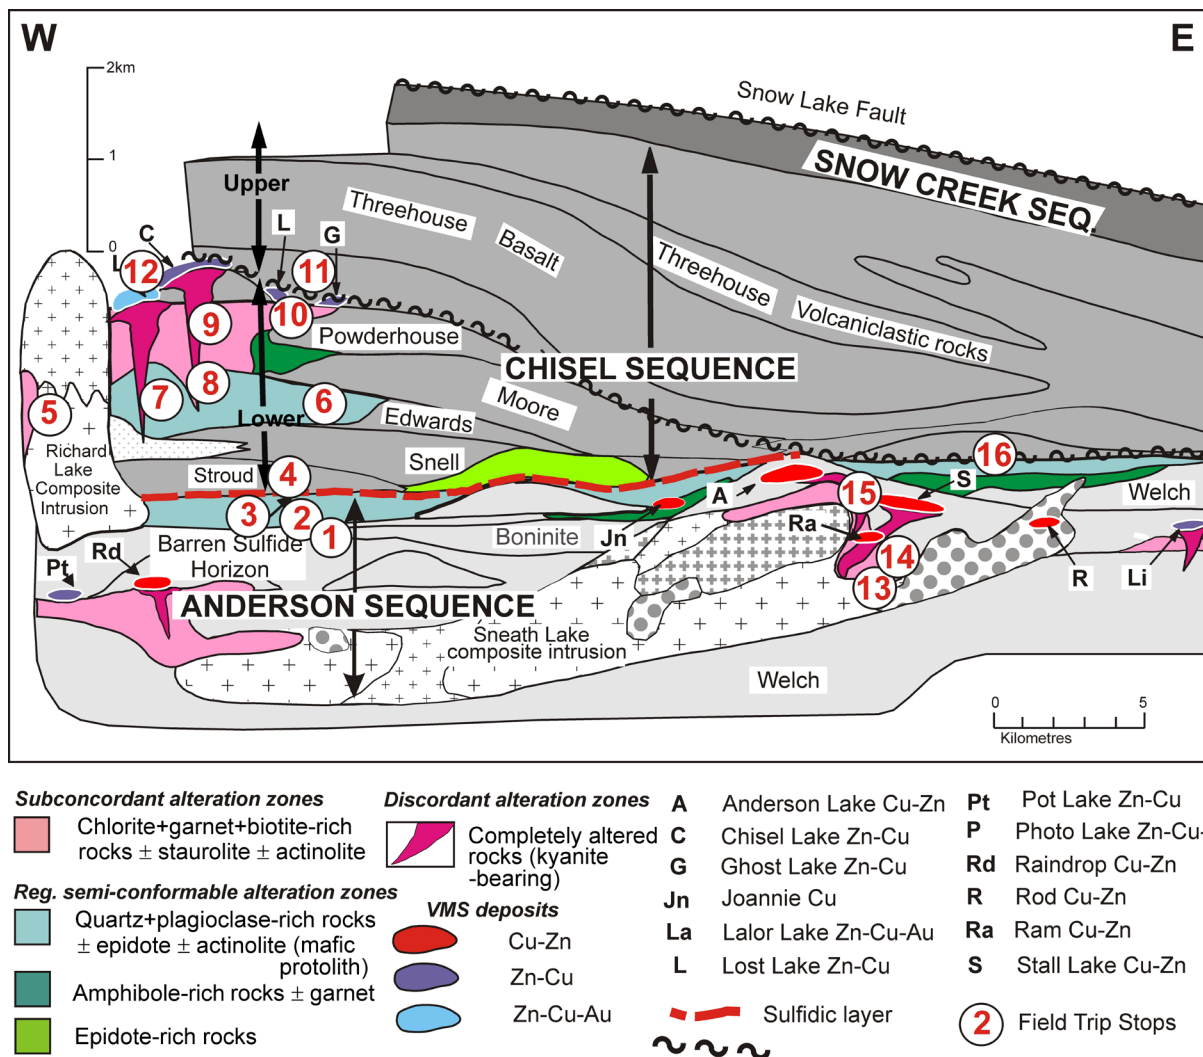 W
E
2km
1
0
Snow Lake Fault
SNOW CREEK SEQ.
Upper
Threehouse
Basalt
Threehouse
Volcaniclastic rocks
C
L
G
L
12
11
9
10
Powderhouse
CHISEL SEQUENCE
8
7
6
5
Moore
Edwards
Lower
Richard
Lake
Composite
Intrusion
Stroud
4
Snell
16
3
2
1
A
15
S
Welch
Boninite
Jn
Ra
Barren Sulfide
Horizon
Rd
Pt
14
13
R
Li
ANDERSON SEQUENCE
Sneath Lake
composite intrusion
Welch
0
5
Kilometres
Subconcordant alteration zones
Chlorite+garnet+biotite-rich
rocks ± staurolite ± actinolite
Reg. semi-conformable alteration zones
Quartz+plagioclase-rich rocks
± epidote ± actinolite (mafic
protolith)
Amphibole-rich rocks ± garnet
Epidote-rich rocks
Discordant alteration zones
Completely altered
rocks (kyanite
-bearing)
VMS deposits
Cu-Zn
Zn-Cu
Zn-Cu-Au
A Anderson Lake Cu-Zn
C Chisel Lake Zn-Cu
G Ghost Lake Zn-Cu
Jn Joannie Cu
La Lalor Lake Zn-Cu-Au
L Lost Lake Zn-Cu
Sulfidic layer
Pt Pot Lake Zn-Cu
P Photo Lake Zn-Cu-
Rd Raindrop Cu-Zn
R Rod Cu-Zn
Ra Ram Cu-Zn
S Stall Lake Cu-Zn
2 Field Trip Stops